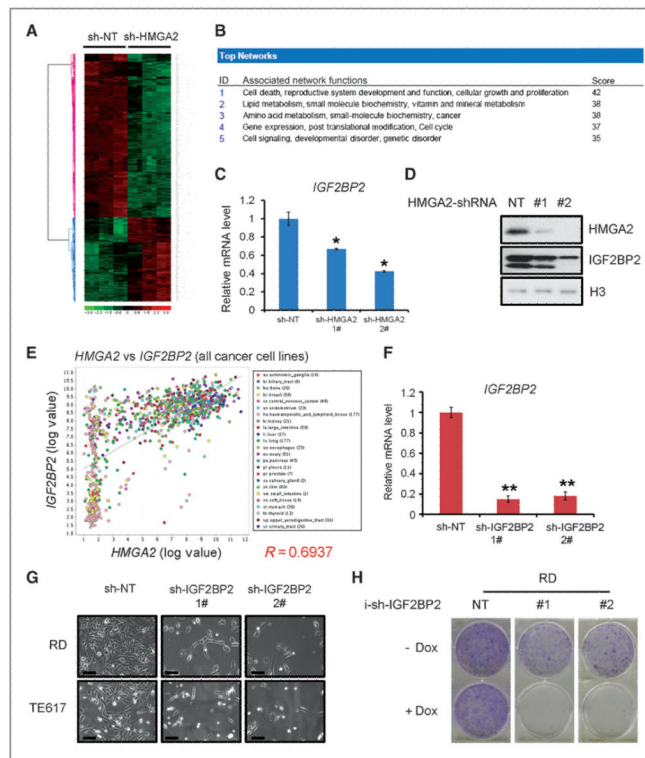 A
sh-NT sh-HMGA2
B
Top Networks
ID Associated network functions Score
1 Cell death, reproductive system development and function, cellular growth and proliferation 42
2 Lipid metabolism, small molecule biochemistry, vitamin and mineral metabolism 38
3 Amino acid metabolism, small-molecule biochemistry, cancer 38
4 Gene expression, post translational modification, Cell cycle 37
5 Cell signaling, developmental disorder, genetic disorder 35
C
IGF2BP2
Relative mRNA level
1.2
1
0.8
0.6
0.4
0.2
0
*
*
sh-NT sh-HMGA2 1# sh-HMGA2 2#
D
HMGA2-shRNA NT #1 #2
HMGA2
IGF2BP2
H3
E
HMGA2 vs IGF2BP2 (all cancer cell lines)
IGF2BP2 (log value)
HMGA2 (log value)
R = 0.6937
F
IGF2BP2
Relative mRNA level
1.2
1
0.8
0.6
0.4
0.2
0
**
**
sh-NT sh-IGF2BP2 1# sh-IGF2BP2 2#
G
sh-NT sh-IGF2BP2 1# sh-IGF2BP2 2#
RD
TE617
H
RD
i-sh-IGF2BP2 NT #1 #2
- Dox
+ Dox